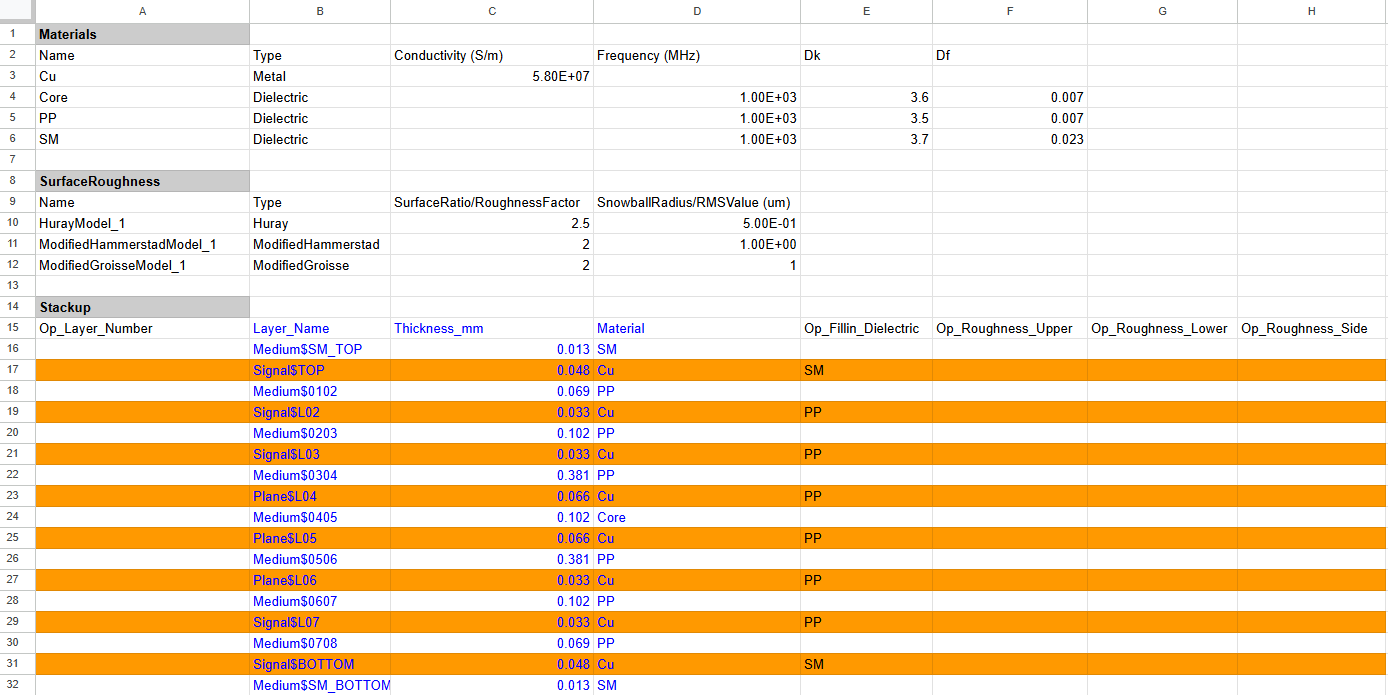 A B C D E F G H
1 Materials
2 Name Type Conductivity (S/m) Frequency (MHz) Dk Df
3 Cu Metal 5.80E+07
4 Core Dielectric 1.00E+03 3.6 0.007
5 PP Dielectric 1.00E+03 3.5 0.007
6 SM Dielectric 1.00E+03 3.7 0.023
7
8 SurfaceRoughness
9 Name Type SurfaceRatio/RoughnessFactor SnowballRadius/RMSValue (um)
10 HurayModel_1 Huray 2.5 5.00E-01
11 ModifiedHammerstadModel_1 ModifiedHammerstad 2 1.00E+00
12 ModifiedGroisseModel_1 ModifiedGroisse 2 1
13
14 Stackup
15 Op_Layer_Number Layer_Name Thickness_mm Material Op_Fillin_Dielectric Op_Roughness_Upper Op_Roughness_Lower Op_Roughness_Side
16 Medium$SM_TOP 0.013 SM
17 Signal$TOP 0.048 Cu SM
18 Medium$0102 0.069 PP
19 Signal$L02 0.033 Cu PP
20 Medium$0203 0.102 PP
21 Signal$L03 0.033 Cu PP
22 Medium$0304 0.381 PP
23 Plane$L04 0.066 Cu PP
24 Medium$0405 0.102 Core
25 Plane$L05 0.066 Cu PP
26 Medium$0506 0.381 PP
27 Plane$L06 0.033 Cu PP
28 Medium$0607 0.102 PP
29 Signal$L07 0.033 Cu PP
30 Medium$0708 0.069 PP
31 Signal$BOTTOM 0.048 Cu SM
32 Medium$SM_BOTTOM 0.013 SM